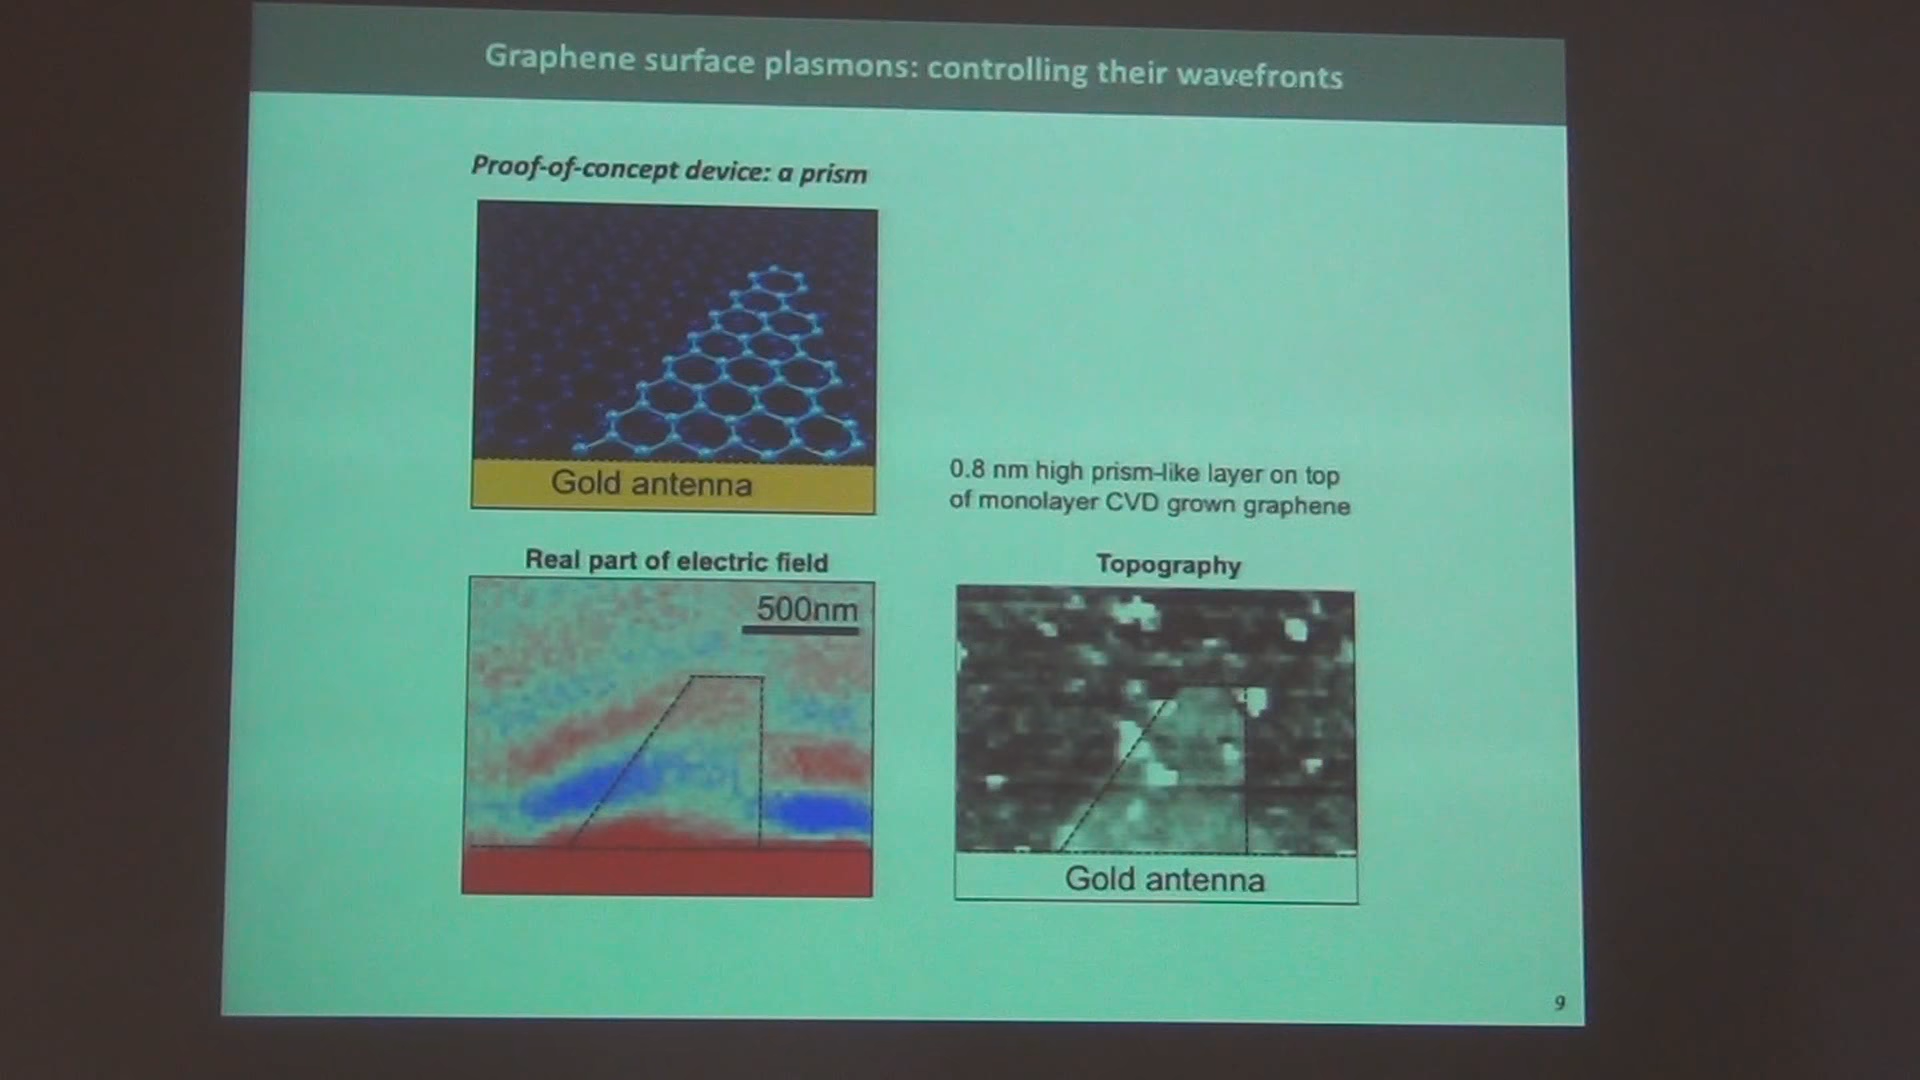 Graphene surface plasmons: controlling their wavefronts
Proof-of-concept device: a prism
Gold antenna
0.8 nm high prism-like layer on top
of monolayer CVD grown graphene
Real part of electric field
500nm
Topography
Gold antenna
9